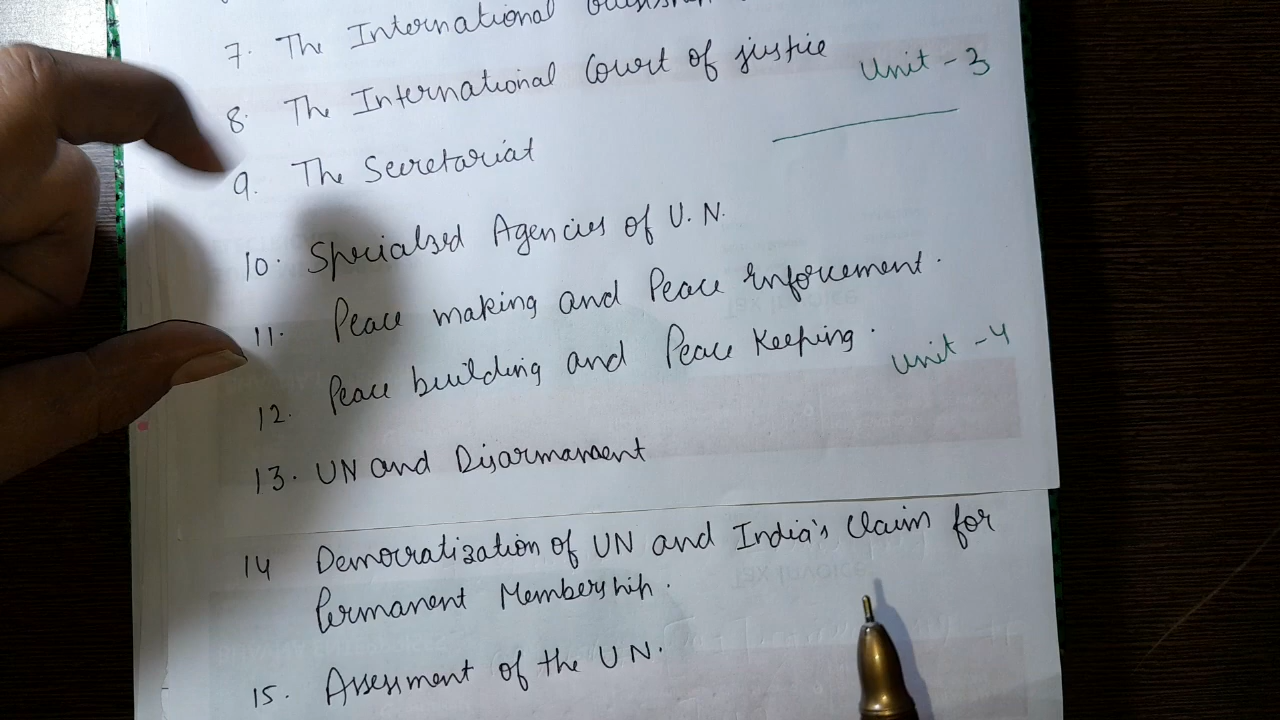 7. The International
8. The International Court of justice
Unit - 3
9. The Secretariat
10. Specialsed Agencies of U.N.
11. Peace making and Peace enforcement.
12. Peace building and Peace Keeping.
Unit - 4
13. UN and Disarmament
14 Democratization of UN and India's Claim for
Permanent Membership.
15. Assessment of the UN.